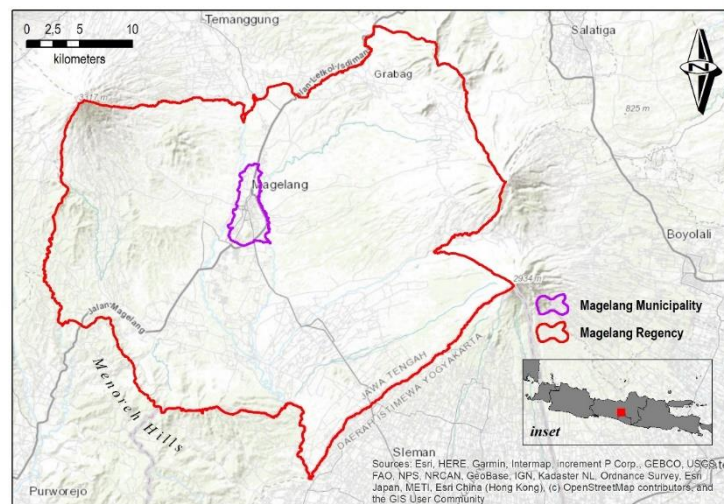 Temanggung
Salatiga
0 2,5 5 10
kilometers
Grabag
N
3317 m
825 m
Magelang
Boyolali
2934 m
Magelang Municipality
Magelang Regency
Jalan Magelang
JAWA TENGAH
DAERAH ISTIMEWA YOGYAKARTA
Menoreh Hills
inset
Sleman
Purworejo
Sources: Esri, HERE, Garmin, Intermap, increment P Corp., GEBCO, USGS,
FAO, NPS, NRCAN, GeoBase, IGN, Kadaster NL, Ordnance Survey, Esri
Japan, METI, Esri China (Hong Kong), (c) OpenStreetMap contributors, and
the GIS User Community